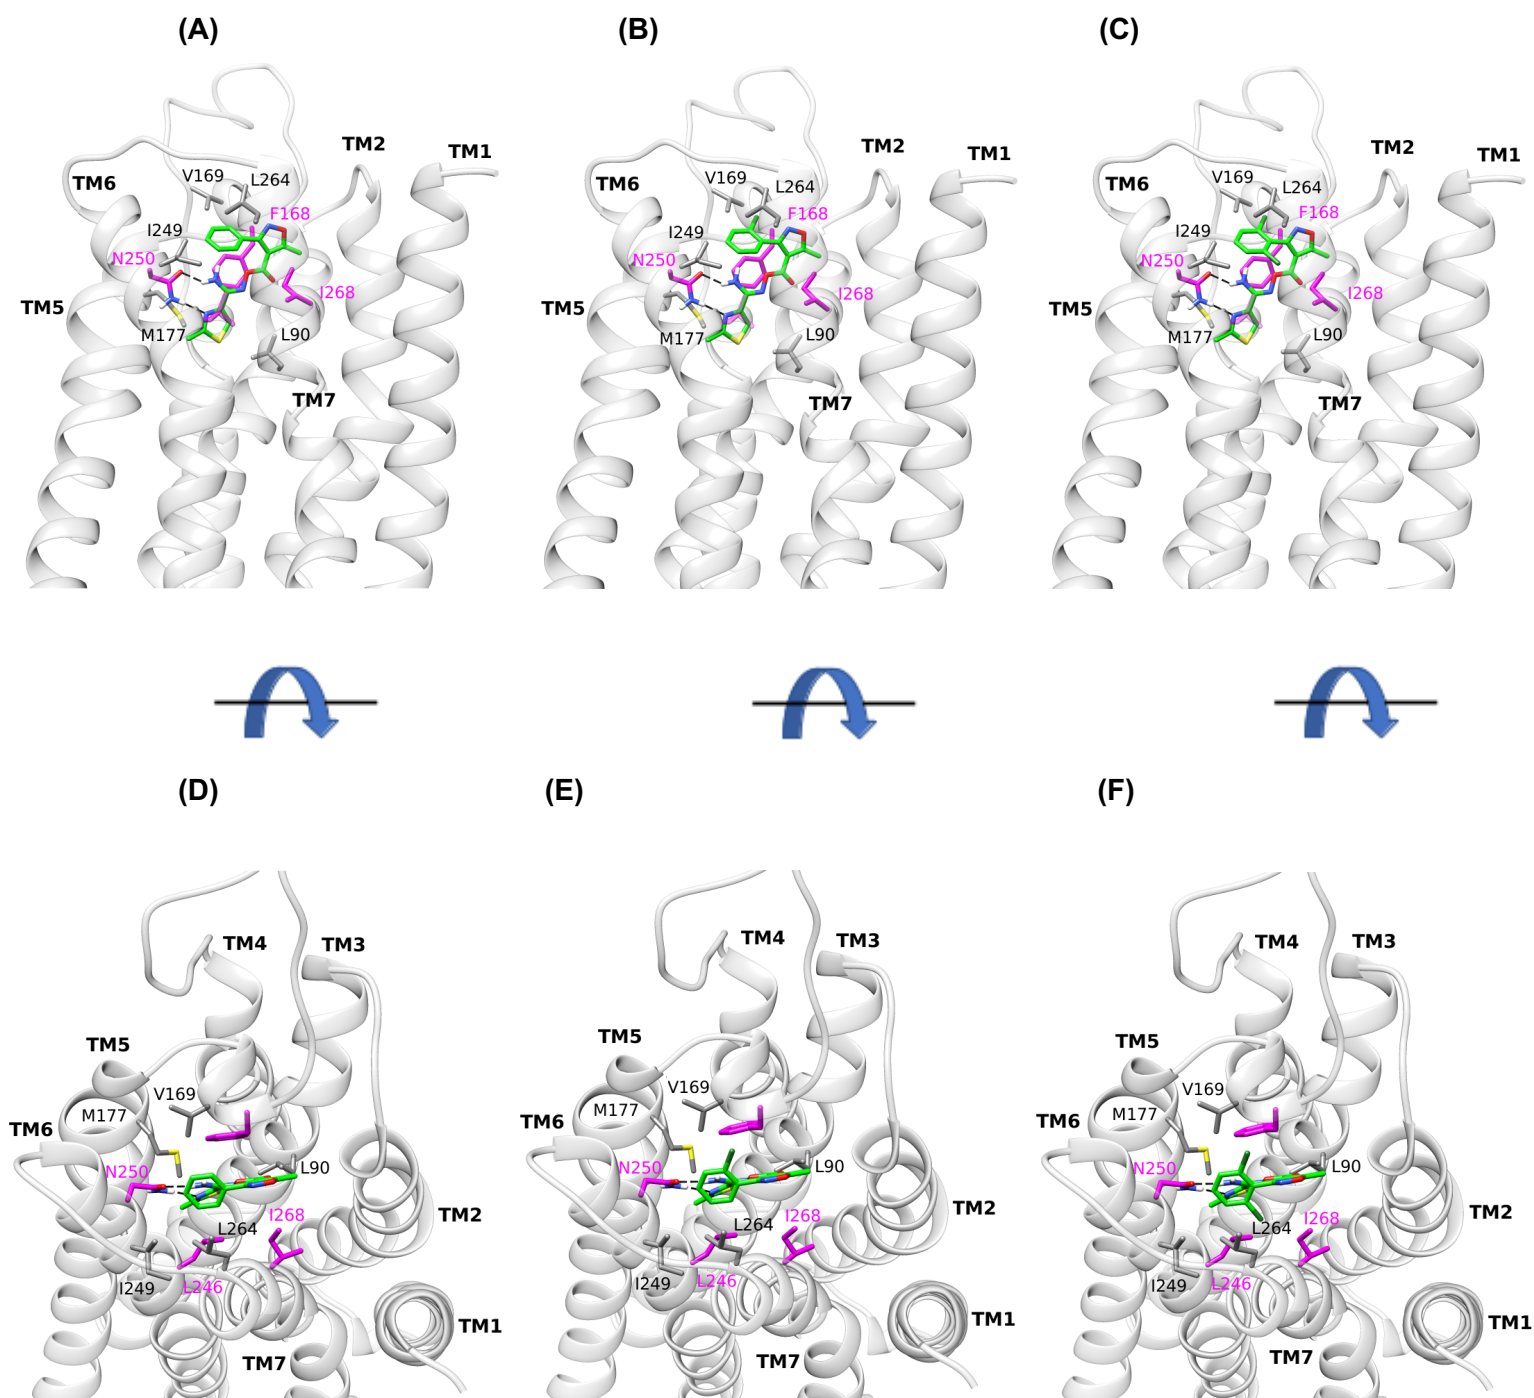 (A)
(B)
(C)
TM2
TM1
TM6
V169
L264
F168
I249
N250
I268
TM5
M177
L90
TM7
TM2
TM1
TM6
V169
L264
F168
I249
N250
I268
TM5
M177
L90
TM7
TM2
TM1
TM6
V169
L264
F168
I249
N250
I268
TM5
M177
L90
TM7
(D)
(E)
(F)
TM4
TM3
TM5
V169
M177
TM6
N250
L90
TM2
L264
I268
I249
L246
TM1
TM7
TM4
TM3
TM5
V169
M177
TM6
N250
L90
TM2
L264
I268
I249
L246
TM1
TM7
TM4
TM3
TM5
V169
M177
TM6
N250
L90
TM2
L264
I268
I249
L246
TM1
TM7